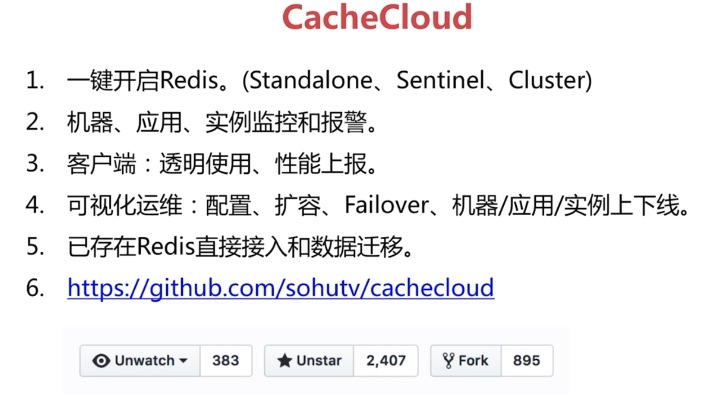 CacheCloud
1. 一键开启Redis。(Standalone、Sentinel、Cluster)
2. 机器、应用、实例监控和报警。
3. 客户端：透明使用、性能上报。
4. 可视化运维：配置、扩容、Failover、机器/应用/实例上下线。
5. 已存在Redis直接接入和数据迁移。
6. https://github.com/sohutv/cachecloud
Unwatch 383 Unstar 2,407 Fork 895